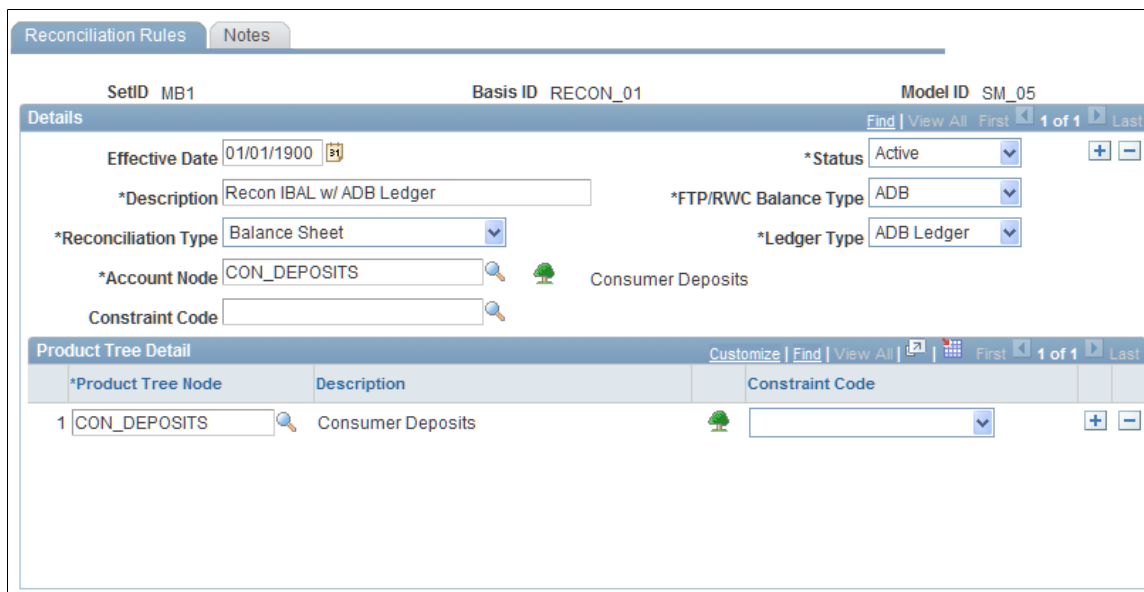 Reconciliation Rules Notes
SetID MB1 Basis ID RECON_01 Model ID SM_05
Details Find | View All First 1 of 1 Last
Effective Date 01/01/1900 31 *Status Active
*Description Recon IBAL w/ ADB Ledger *FTP/RWC Balance Type ADB
*Reconciliation Type Balance Sheet *Ledger Type ADB Ledger
*Account Node CON_DEPOSITS Consumer Deposits
Constraint Code
Product Tree Detail Customize | Find | View All | | First 1 of 1 Last
*Product Tree Node Description Constraint Code
1 CON_DEPOSITS Consumer Deposits